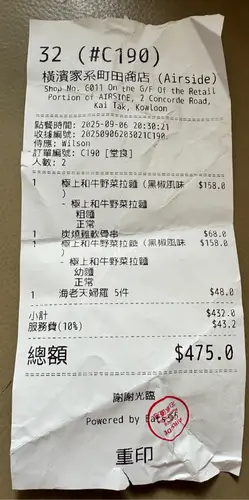 32 (#C190)
橫濱家系町田商店 (Airside)
Shop No. G011 On the G/F Of the Retail
Portion of AIRSIDE, 2 Concorde Road,
Kai Tak, Kowloon
點餐時間: 2025-09-06 20:30:21
收據編號: 20250906203021C190
侍應: Wilson
訂單編號: C190 [堂食]
人數: 2
1 極上和牛野菜拉麵 (黑椒風味 $158.0
)
- 極上和牛野菜拉麵
粗麵
正常
1 炭燒雞軟骨串 $68.0
1 極上和牛野菜拉麵 (黑椒風味 $158.0
)
- 極上和牛野菜拉麵
幼麵
正常
1 海老天婦羅 5件 $48.0
小計 $432.0
服務費(10%) $43.2
總額 $475.0
謝謝光臨
Powered by
重印